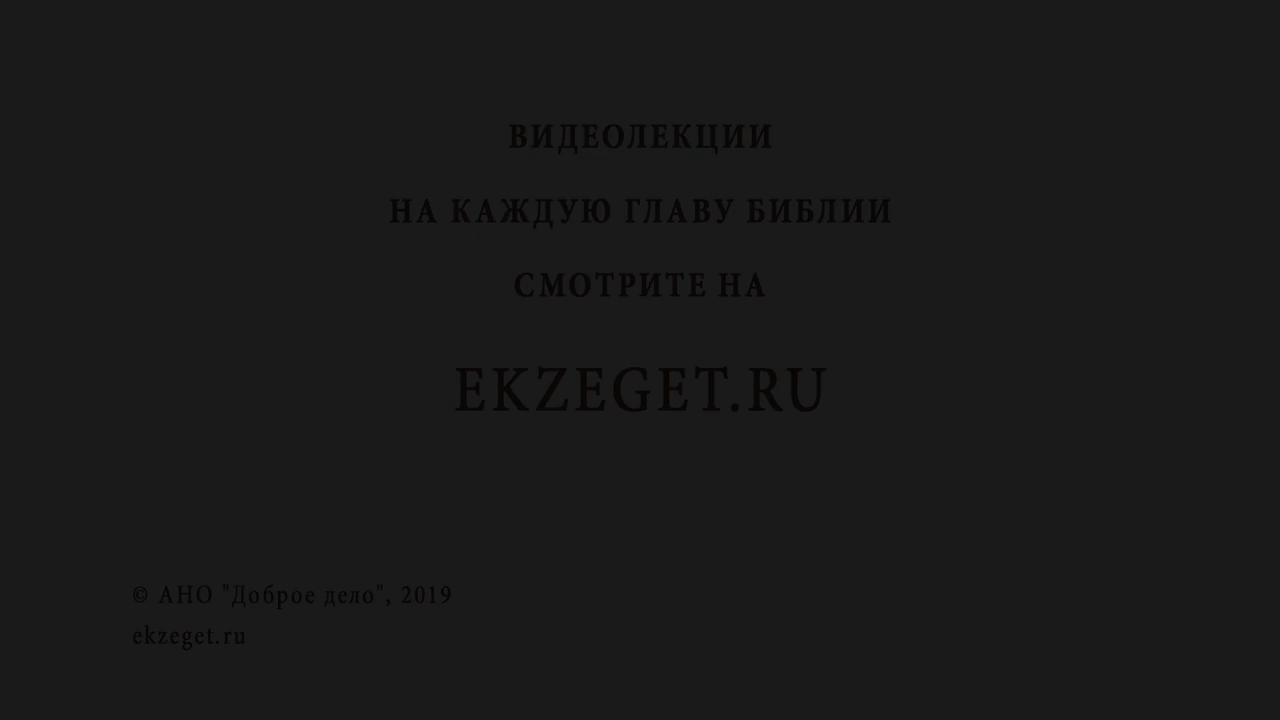 ВИДЕОЛЕКЦИИ
НА КАЖДУЮ ГЛАВУ БИБЛИИ
СМОТРИТЕ НА
EKZEGET.RU
© АНО "Доброе дело", 2019
ekzeget.ru